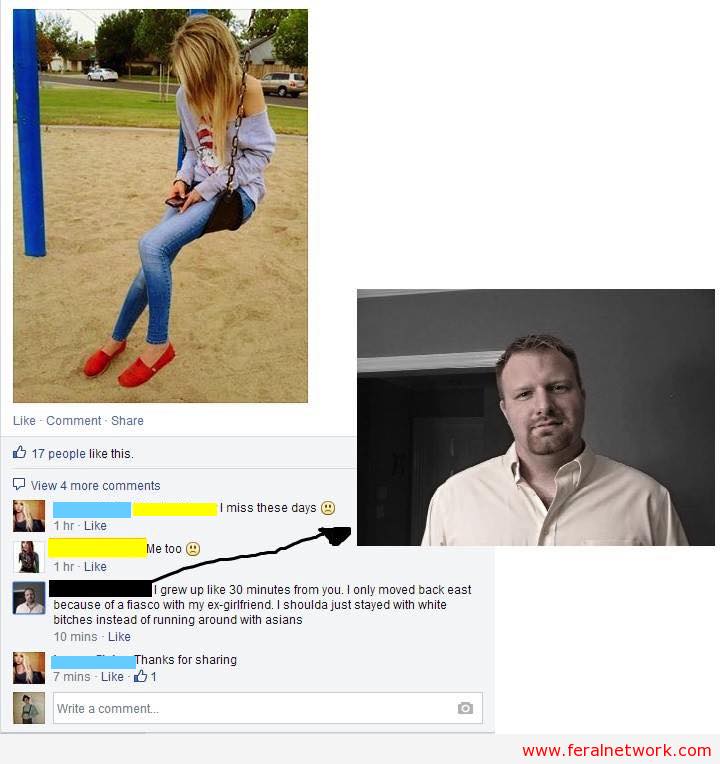 Like · Comment · Share
17 people like this.
View 4 more comments
I miss these days
1 hr · Like
Me too
1 hr · Like
I grew up like 30 minutes from you. I only moved back east
because of a fiasco with my ex-girlfriend. I shoulda just stayed with white
bitches instead of running around with asians
10 mins · Like
Thanks for sharing
7 mins · Like · 1
Write a comment...
www.feralnetwork.com